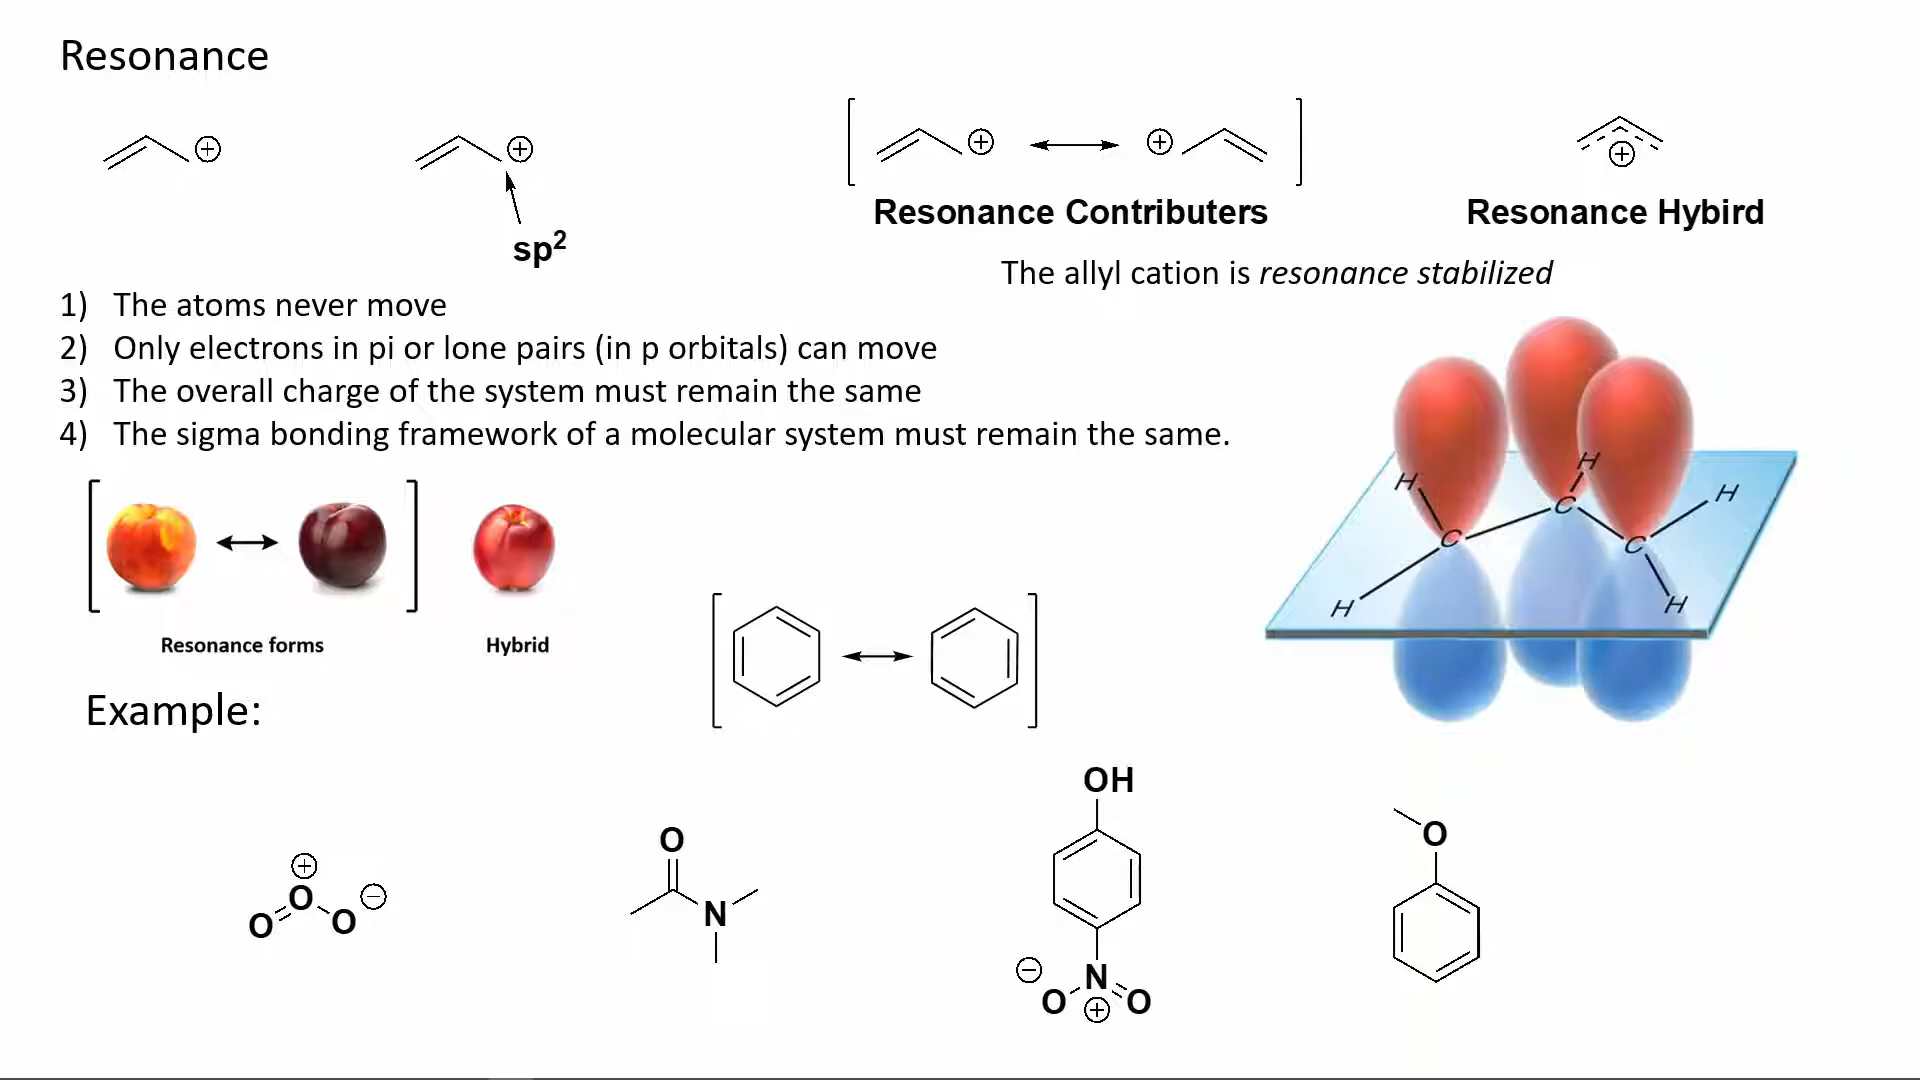 Resonance
⊕
⊕
sp²
⊕ ⊕
Resonance Contributers
⊕
Resonance Hybird
The allyl cation is resonance stabilized
1) The atoms never move
2) Only electrons in pi or lone pairs (in p orbitals) can move
3) The overall charge of the system must remain the same
4) The sigma bonding framework of a molecular system must remain the same.
H
H
H
C
C
C
H
H
Resonance forms
Hybrid
Example:
⊕
O ⊖
O O
O
N
OH
⊖ N
O ⊕ O
O